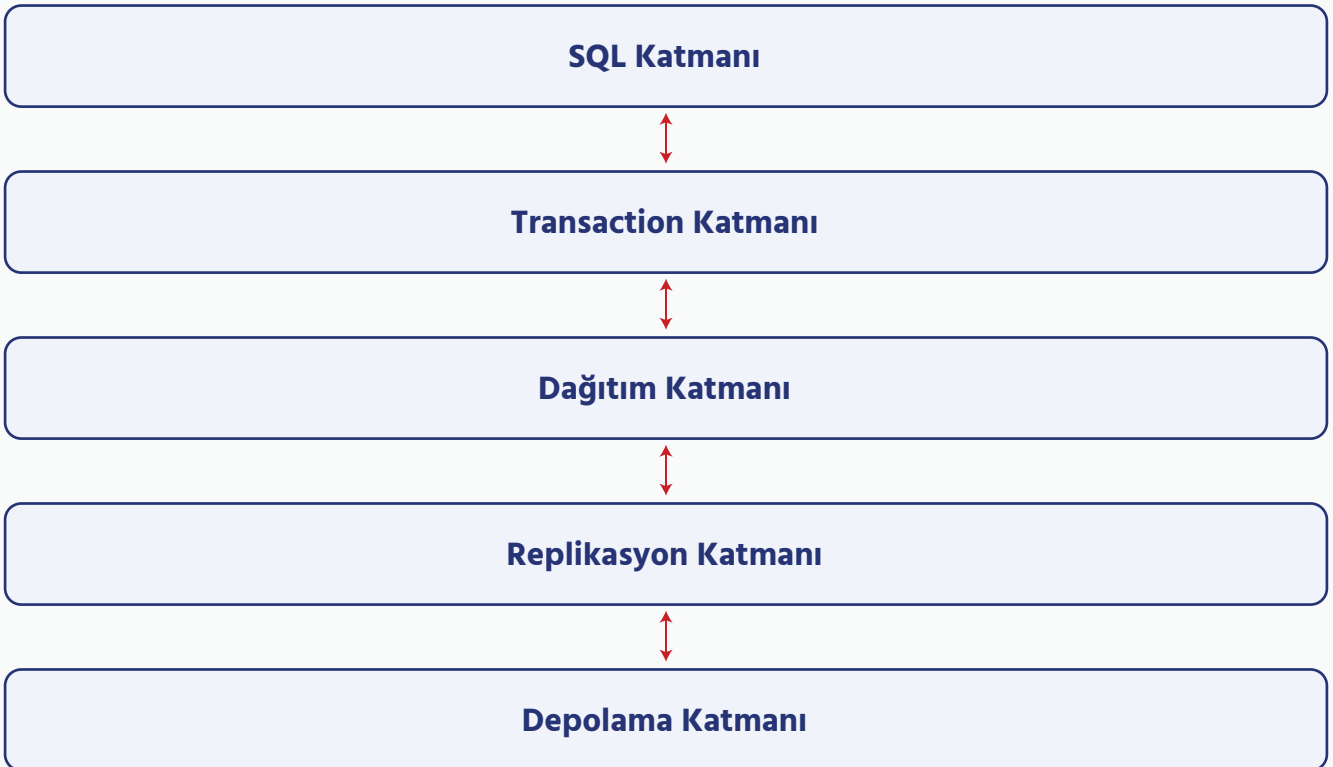 SQL Katmanı
Transaction Katmanı
Dağıtım Katmanı
Replikasyon Katmanı
Depolama Katmanı